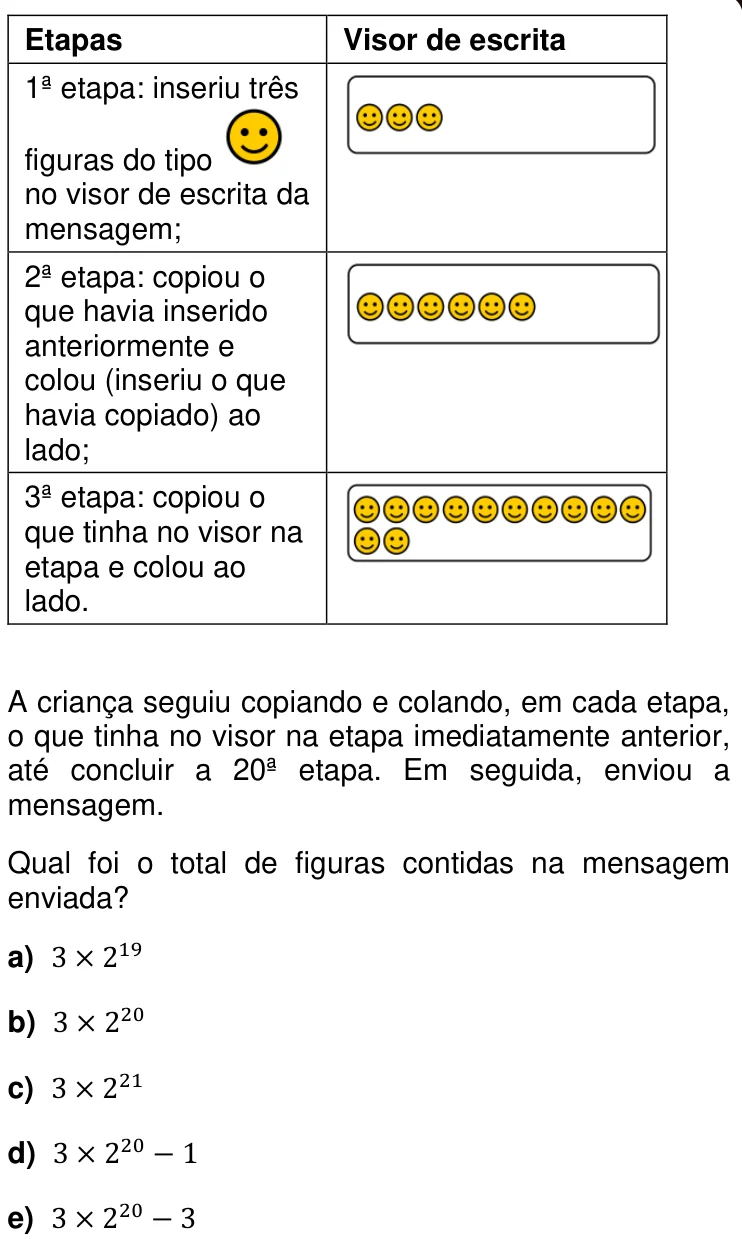 Etapas
Visor de escrita
1ª etapa: inseriu três
figuras do tipo
no visor de escrita da
mensagem;
2ª etapa: copiou o
que havia inserido
anteriormente e
colou (inseriu o que
havia copiado) ao
lado;
3ª etapa: copiou o
que tinha no visor na
etapa e colou ao
lado.
A criança seguiu copiando e colando, em cada etapa,
o que tinha no visor na etapa imediatamente anterior,
até concluir a 20ª etapa. Em seguida, enviou a
mensagem.
Qual foi o total de figuras contidas na mensagem
enviada?
a) 3 × 2¹⁹
b) 3 × 2²⁰
c) 3 × 2²¹
d) 3 × 2²⁰ − 1
e) 3 × 2²⁰ − 3